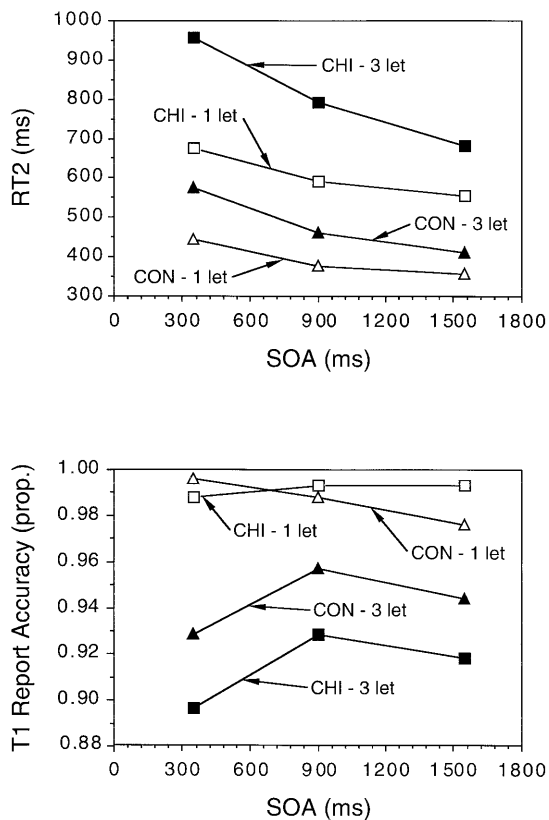 1000
900
800
700
600
500
400
300
RT2 (ms)
CHI - 3 let
CHI - 1 let
CON - 3 let
CON - 1 let
0 300 600 900 1200 1500 1800
SOA (ms)
1.00
0.98
0.96
0.94
0.92
0.90
0.88
T1 Report Accuracy (prop.)
CHI - 1 let
CON - 1 let
CON - 3 let
CHI - 3 let
0 300 600 900 1200 1500 1800
SOA (ms)